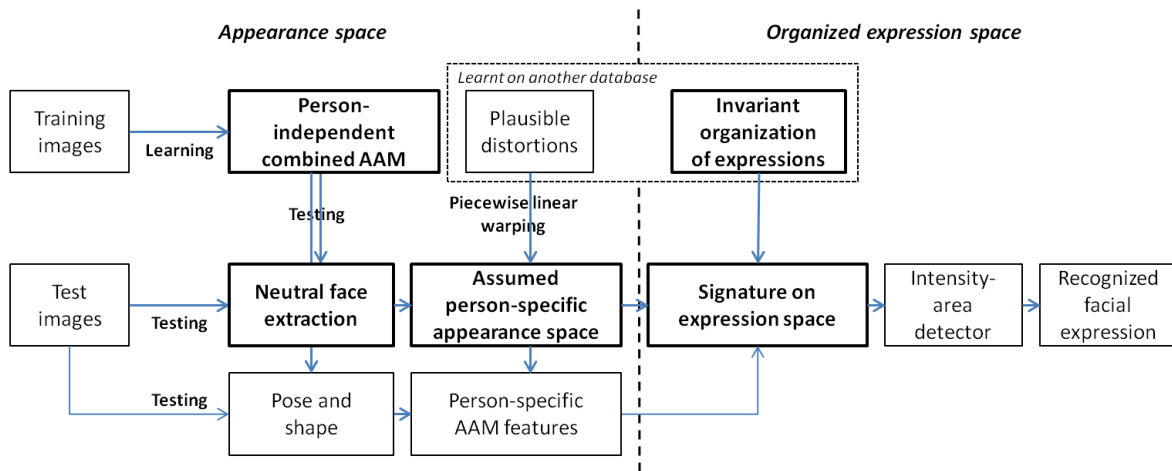 Appearance space
Organized expression space
Learnt on another database
Training
images
Learning
Person-
independent
combined AAM
Plausible
distortions
Invariant
organization
of expressions
Testing
Piecewise linear
warping
Test
images
Testing
Neutral face
extraction
Assumed
person-specific
appearance space
Signature on
expression space
Intensity-
area
detector
Recognized
facial
expression
Testing
Pose and
shape
Person-specific
AAM features